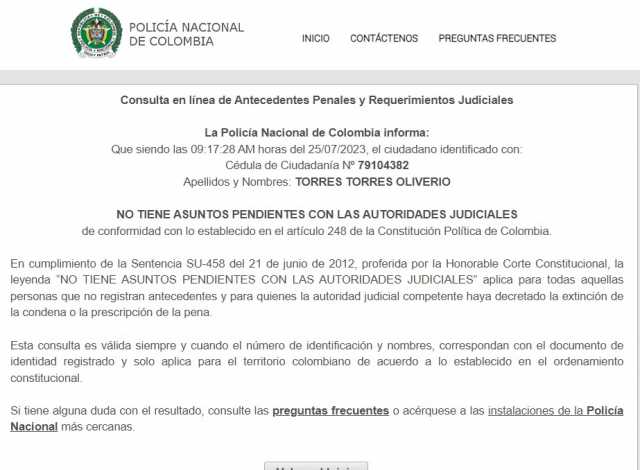 POLICÍA NACIONAL
DE COLOMBIA
INICIO CONTÁCTENOS PREGUNTAS FRECUENTES
Consulta en línea de Antecedentes Penales y Requerimientos Judiciales
La Policía Nacional de Colombia informa:
Que siendo las 09:17:28 AM horas del 25/07/2023, el ciudadano identificado con:
Cédula de Ciudadanía Nº 79104382
Apellidos y Nombres: TORRES TORRES OLIVERIO
NO TIENE ASUNTOS PENDIENTES CON LAS AUTORIDADES JUDICIALES
de conformidad con lo establecido en el artículo 248 de la Constitución Política de Colombia.
En cumplimiento de la Sentencia SU-458 del 21 de junio de 2012, proferida por la Honorable Corte Constitucional, la
leyenda "NO TIENE ASUNTOS PENDIENTES CON LAS AUTORIDADES JUDICIALES" aplica para todas aquellas
personas que no registran antecedentes y para quienes la autoridad judicial competente haya decretado la extinción de
la condena o la prescripción de la pena.
Esta consulta es válida siempre y cuando el número de identificación y nombres, correspondan con el documento de
identidad registrado y solo aplica para el territorio colombiano de acuerdo a lo establecido en el ordenamiento
constitucional.
Si tiene alguna duda con el resultado, consulte las preguntas frecuentes o acérquese a las instalaciones de la Policía
Nacional más cercanas.